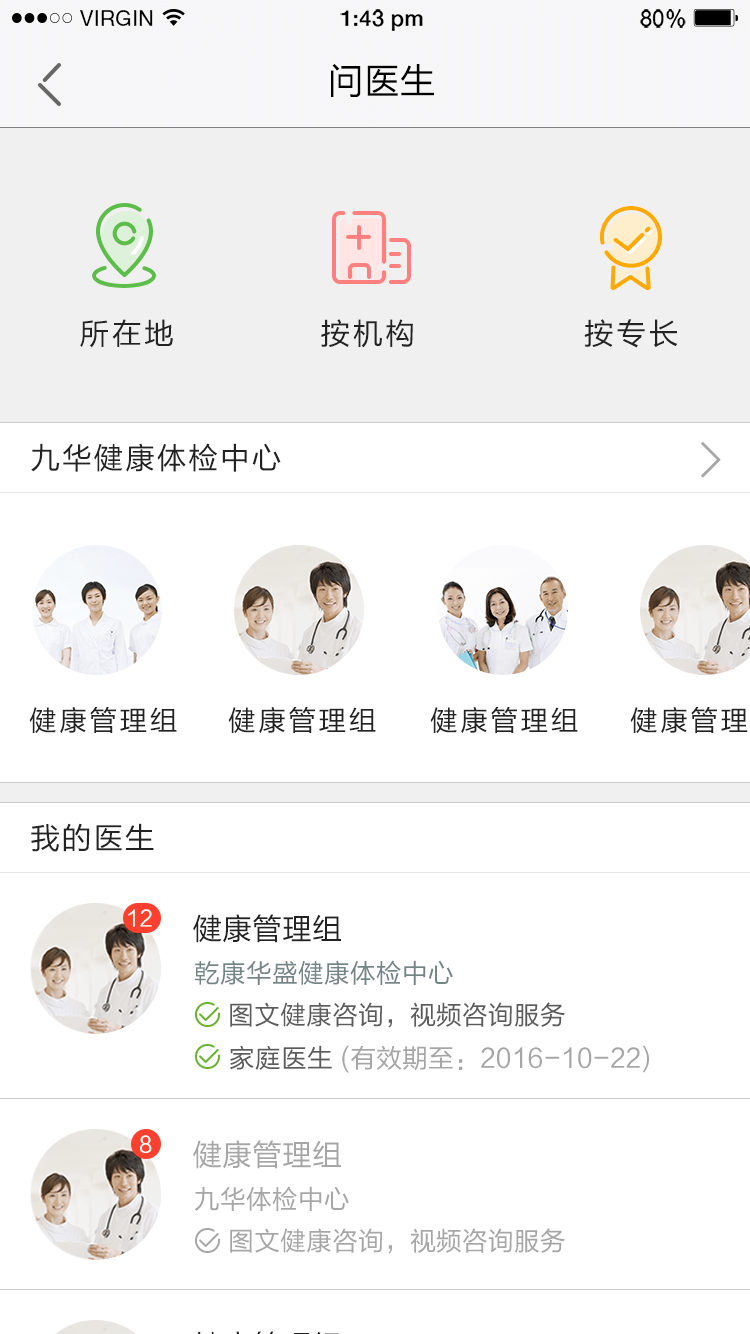 VIRGIN 1:43 pm 80%
问医生
所在地 按机构 按专长
九华健康体检中心
健康管理组 健康管理组 健康管理组 健康管理
我的医生
12
健康管理组
乾康华盛健康体检中心
图文健康咨询，视频咨询服务
家庭医生 (有效期至：2016-10-22)
8
健康管理组
九华体检中心
图文健康咨询，视频咨询服务